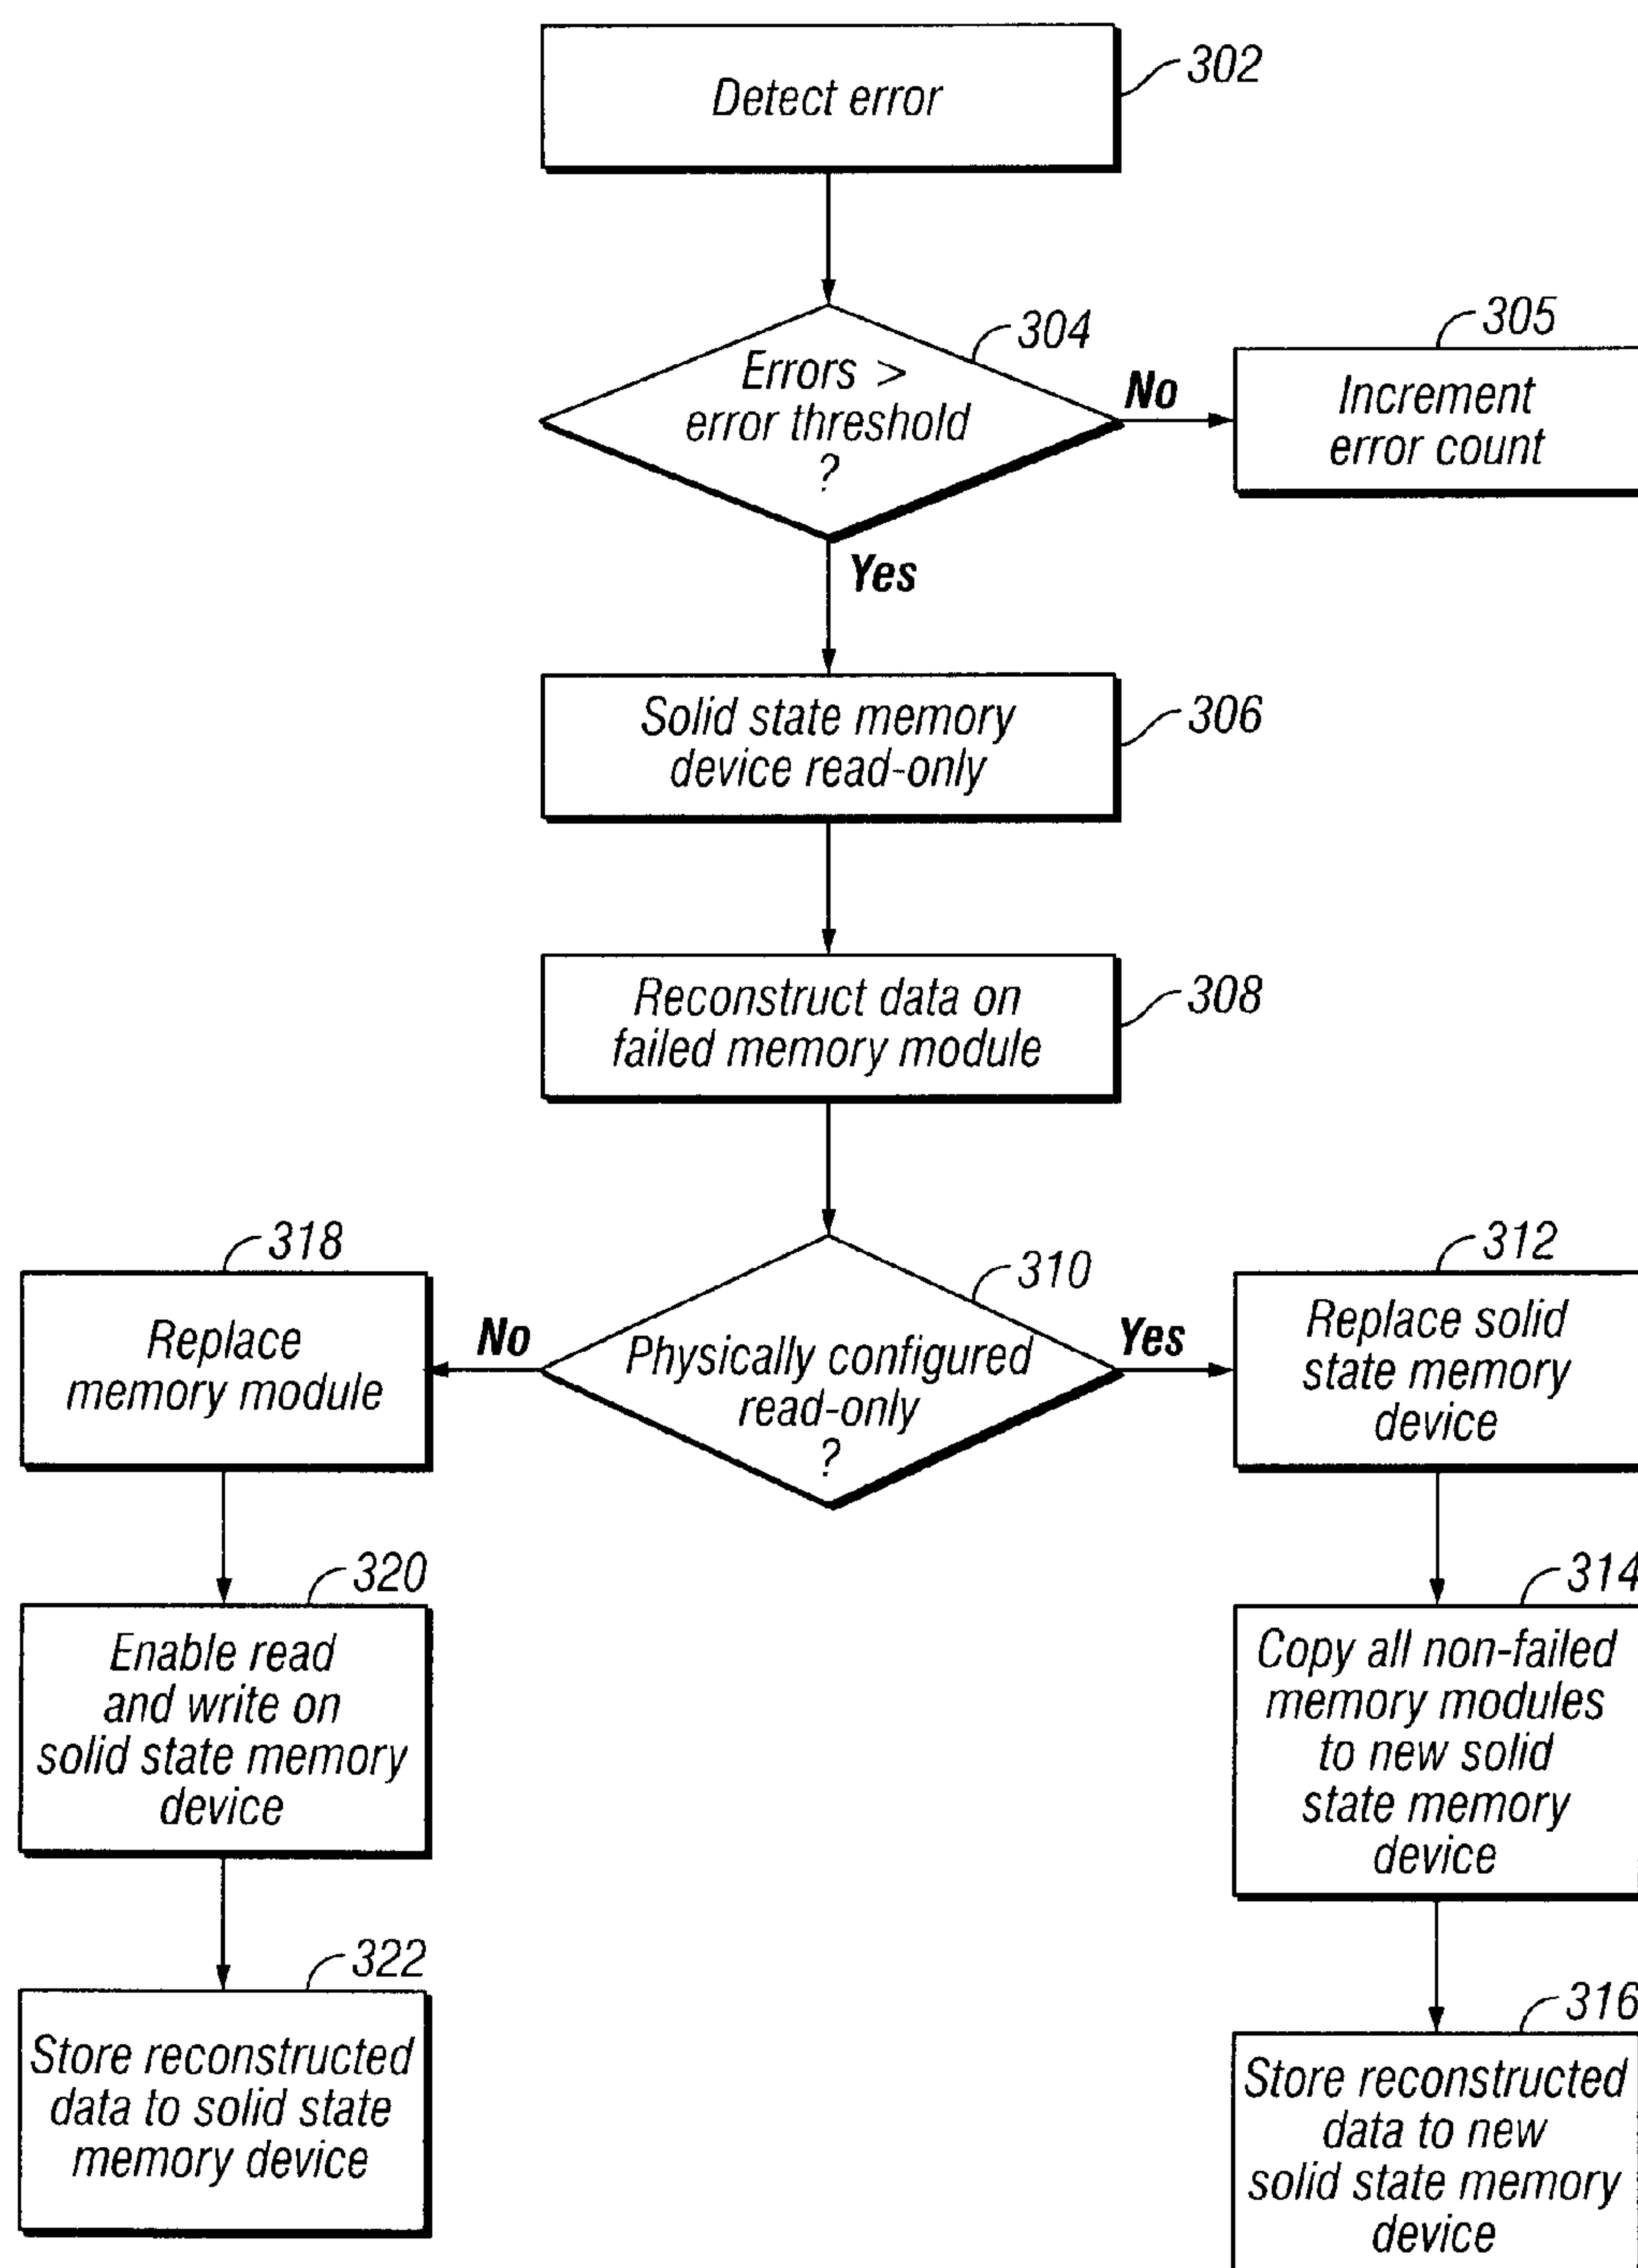 302
Detect error
304
Errors >
error threshold
?
No
305
Increment
error count
Yes
306
Solid state memory
device read-only
308
Reconstruct data on
failed memory module
310
Physically configured
read-only
?
No
Yes
318
Replace
memory module
312
Replace solid
state memory
device
320
Enable read
and write on
solid state memory
device
314
Copy all non-failed
memory modules
to new solid
state memory
device
322
Store reconstructed
data to solid state
memory device
316
Store reconstructed
data to new
solid state memory
device